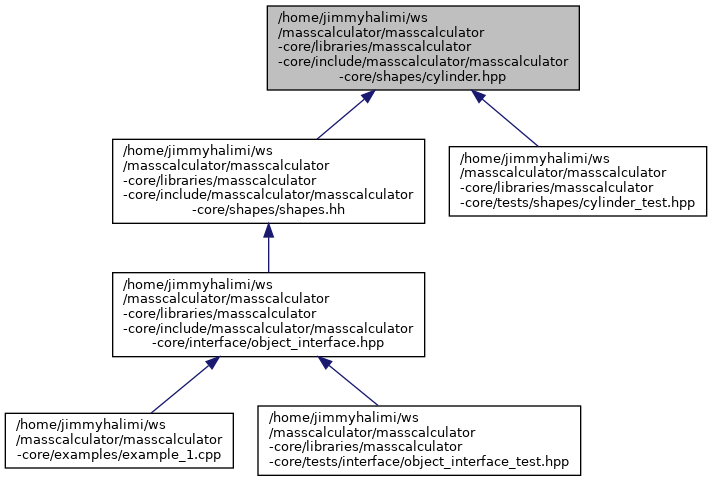 /home/jimmyhalimi/ws
/masscalculator/masscalculator
-core/libraries/masscalculator
-core/include/masscalculator/masscalculator
-core/shapes/cylinder.hpp
/home/jimmyhalimi/ws
/masscalculator/masscalculator
-core/libraries/masscalculator
-core/include/masscalculator/masscalculator
-core/shapes/shapes.hh
/home/jimmyhalimi/ws
/masscalculator/masscalculator
-core/libraries/masscalculator
-core/tests/shapes/cylinder_test.hpp
/home/jimmyhalimi/ws
/masscalculator/masscalculator
-core/libraries/masscalculator
-core/include/masscalculator/masscalculator
-core/interface/object_interface.hpp
/home/jimmyhalimi/ws
/masscalculator/masscalculator
-core/examples/example_1.cpp
/home/jimmyhalimi/ws
/masscalculator/masscalculator
-core/libraries/masscalculator
-core/tests/interface/object_interface_test.hpp